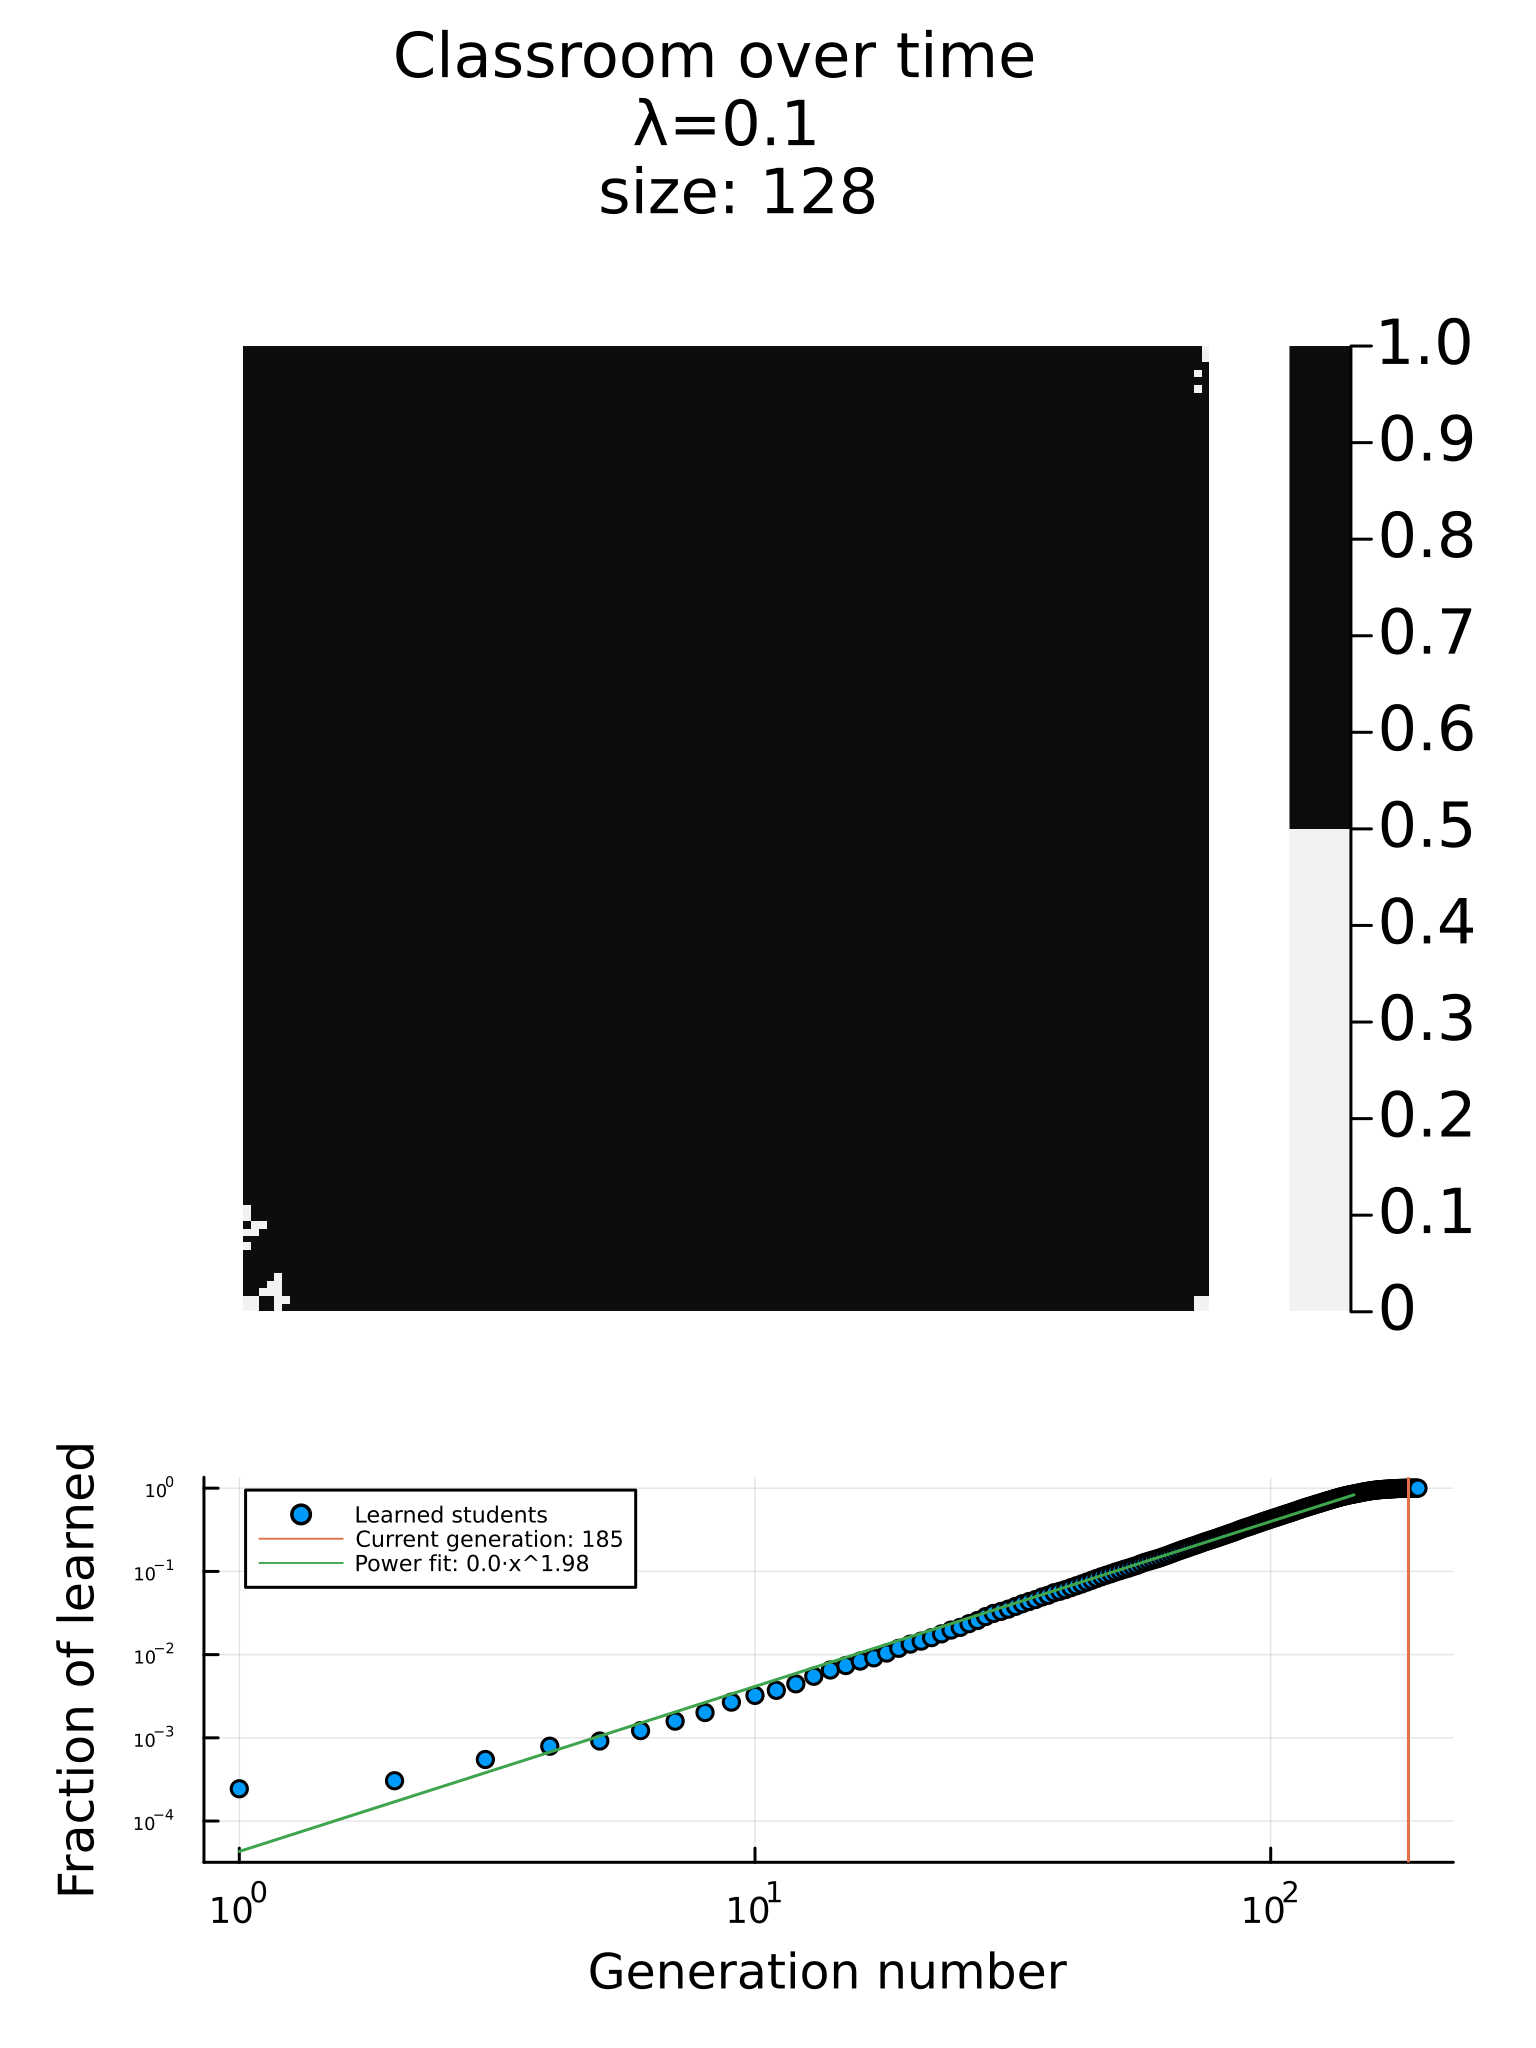 Classroom over time
λ=0.1
size: 128
1.0
0.9
0.8
0.7
0.6
0.5
0.4
0.3
0.2
0.1
0
Fraction of learned
10^0
10^−1
10^−2
10^−3
10^−4
Learned students
Current generation: 185
Power fit: 0.0·x^1.98
10^0 10^1 10^2
Generation number